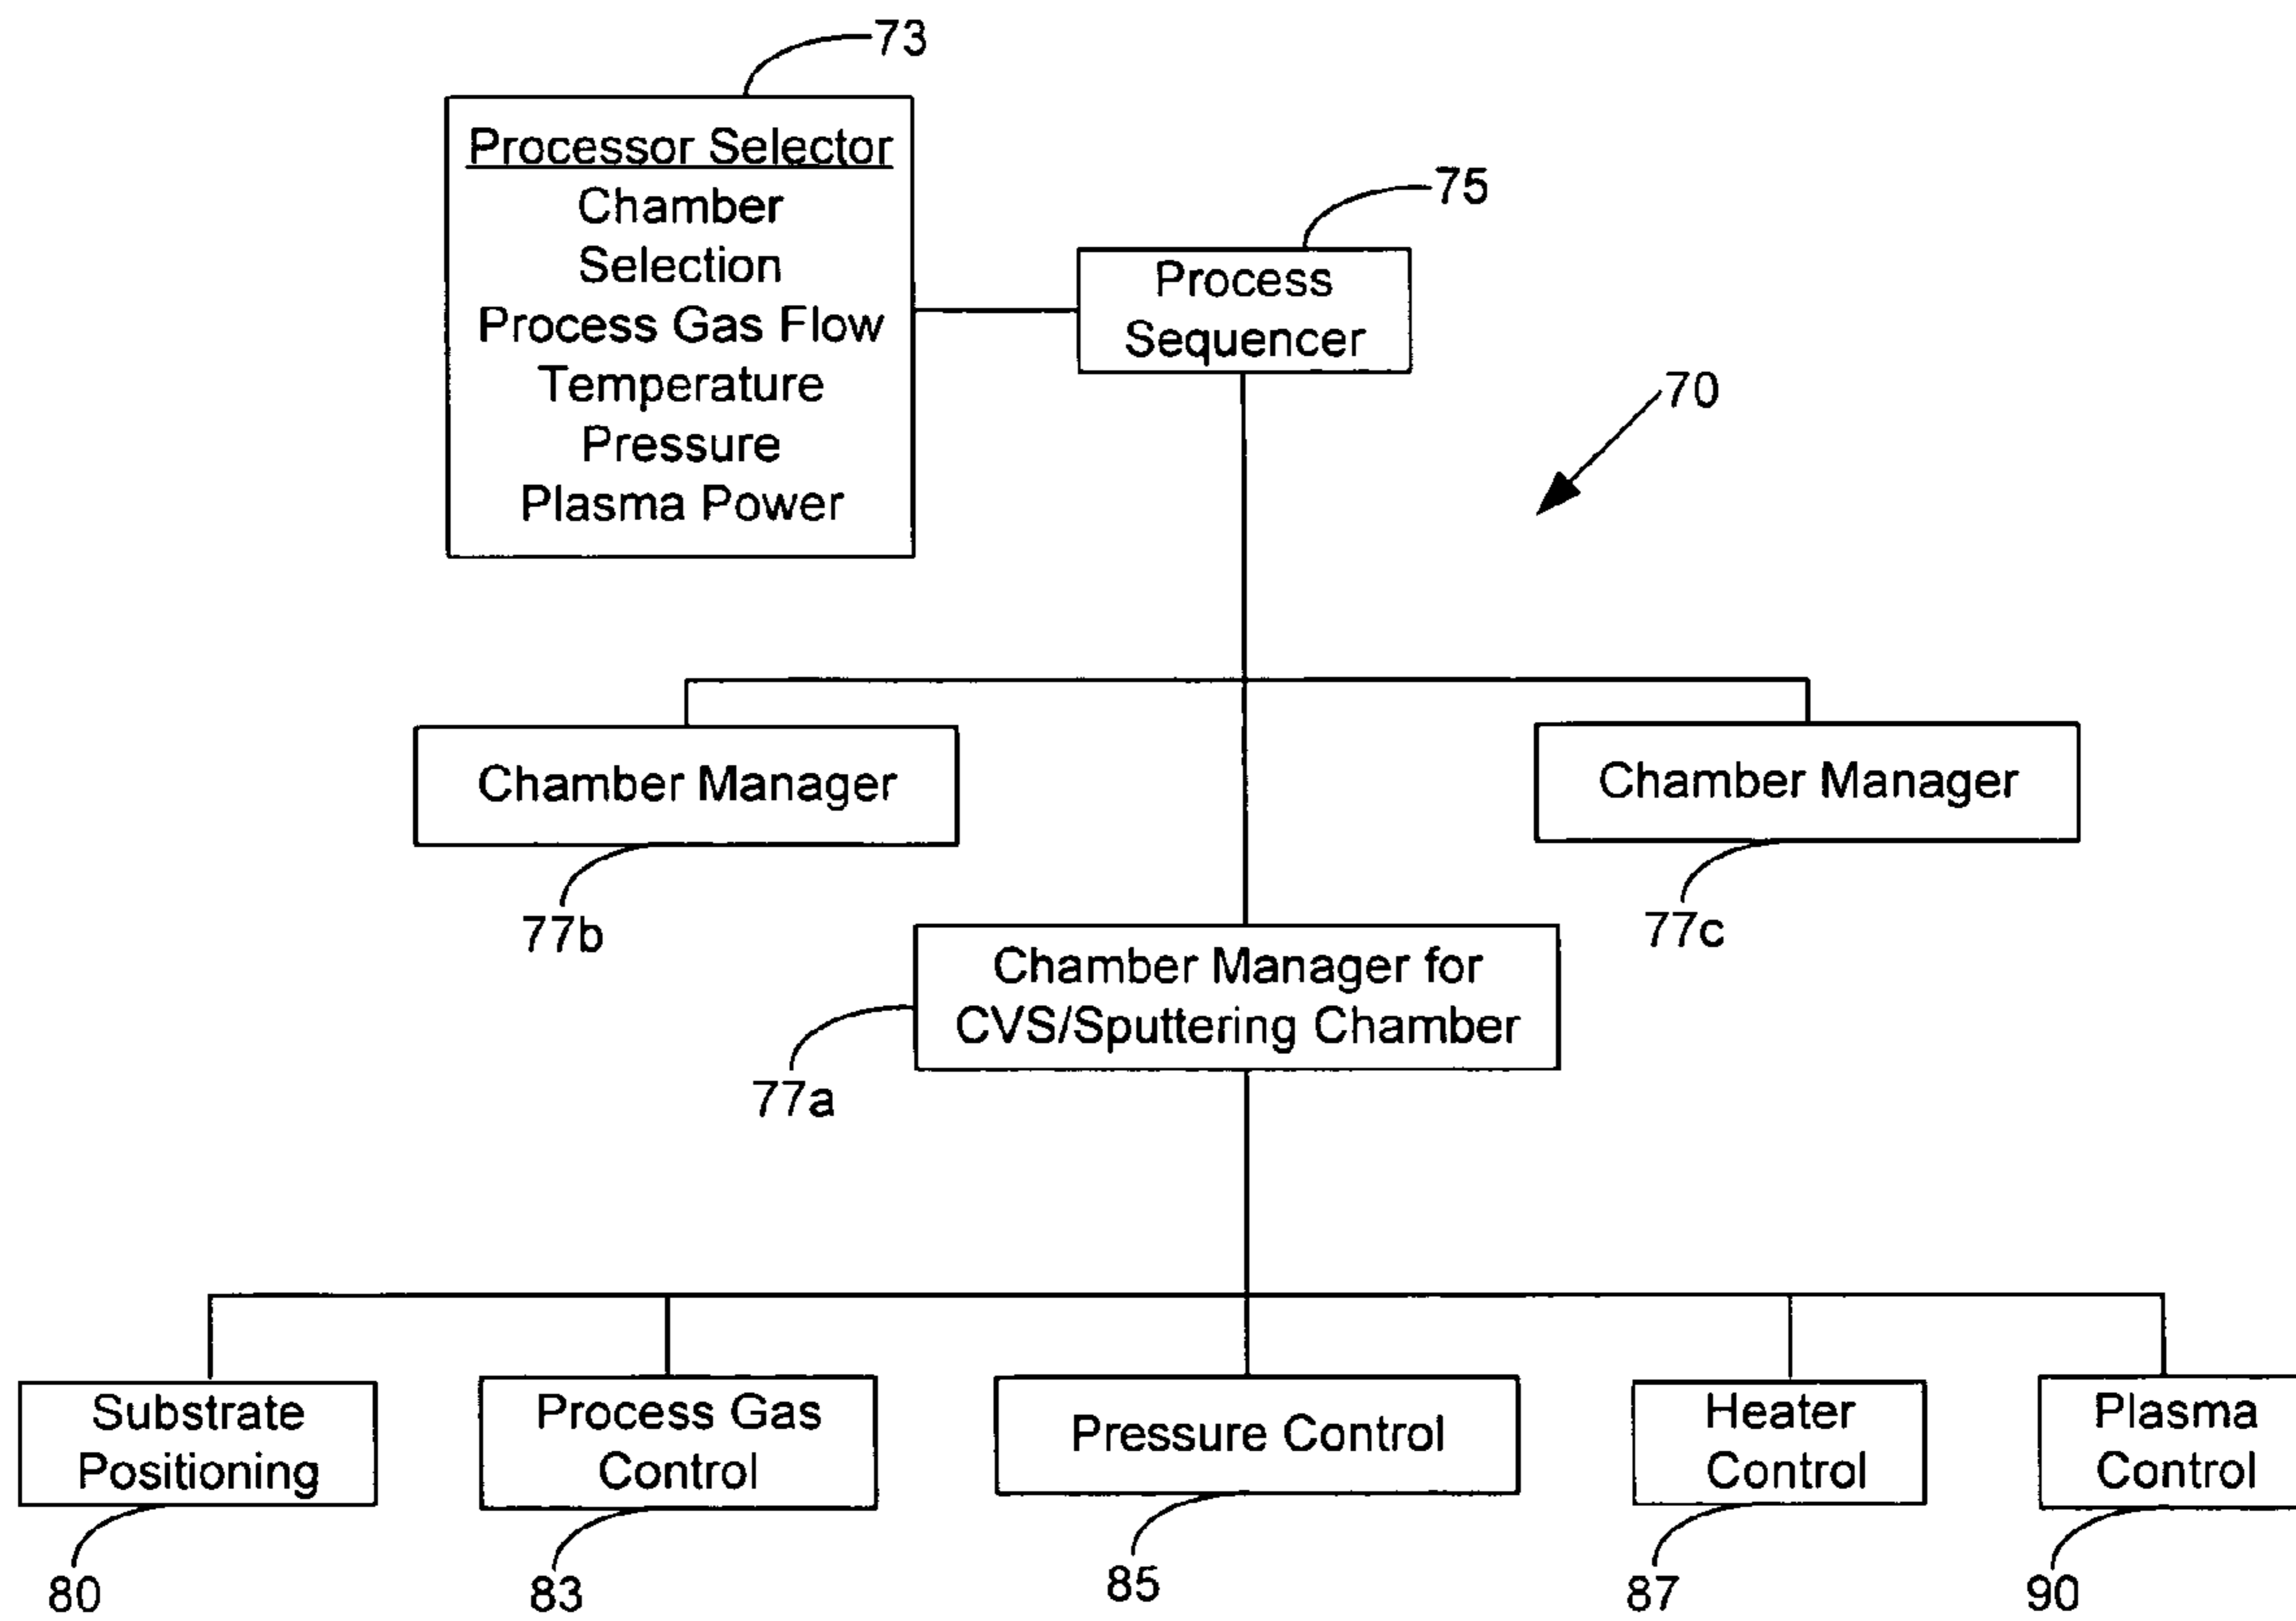 73
Processor Selector
Chamber
Selection
Process Gas Flow
Temperature
Pressure
Plasma Power
75
Process
Sequencer
70
Chamber Manager
77b
Chamber Manager
77c
Chamber Manager for
CVS/Sputtering Chamber
77a
Substrate
Positioning
80
Process Gas
Control
83
Pressure Control
85
Heater
Control
87
Plasma
Control
90